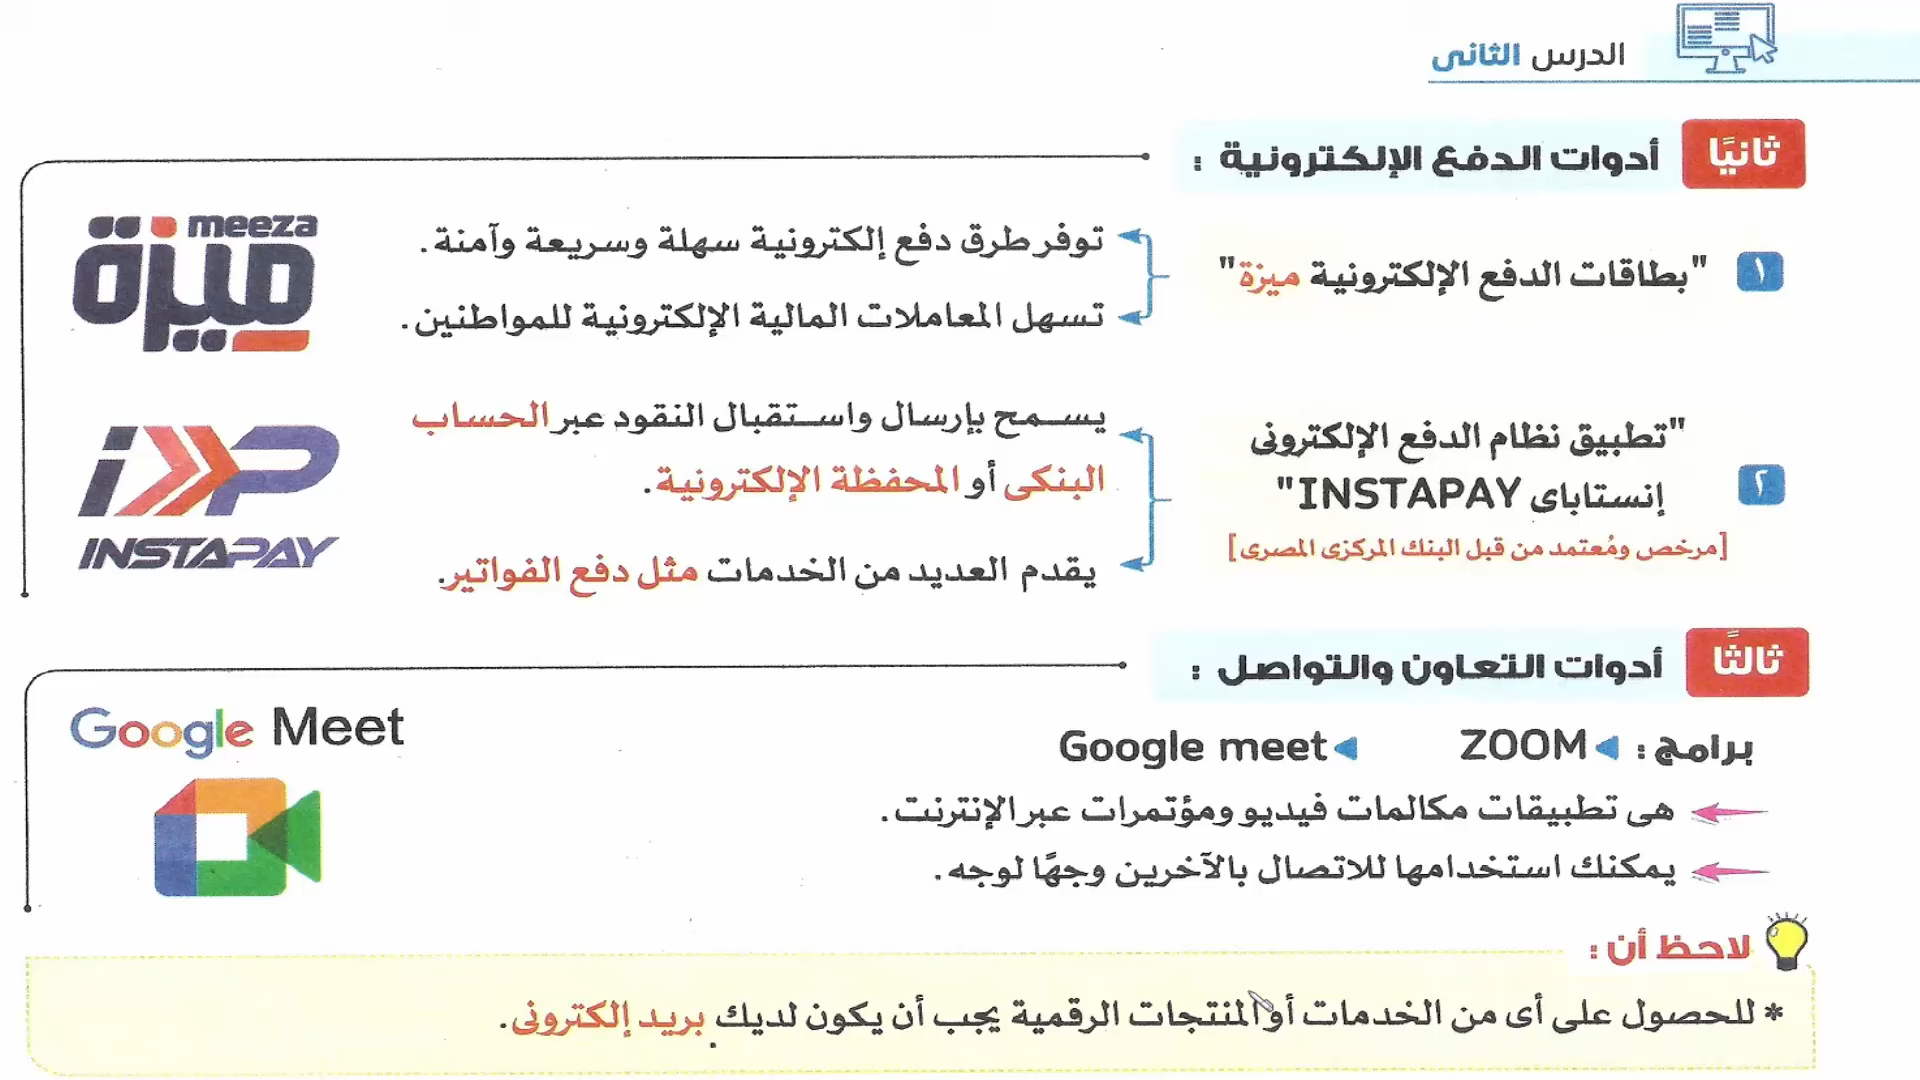 الدرس الثانى
ثانيًا
أدوات الدفع الإلكترونية :
١
"بطاقات الدفع الإلكترونية ميزة"
توفر طرق دفع إلكترونية سهلة وسريعة وآمنة.
تسهل المعاملات المالية الإلكترونية للمواطنين.
meeza
ميزة
٢
"تطبيق نظام الدفع الإلكترونى
إنستاباى INSTAPAY"
[مرخص ومُعتمد من قبل البنك المركزى المصرى]
يسمح بإرسال واستقبال النقود عبر الحساب
البنكى أو المحفظة الإلكترونية.
يقدم العديد من الخدمات مثل دفع الفواتير.
IP
INSTAPAY
ثالثًا
أدوات التعاون والتواصل :
برامج : ZOOM Google meet
هى تطبيقات مكالمات فيديو ومؤتمرات عبر الإنترنت.
يمكنك استخدامها للاتصال بالآخرين وجهًا لوجه.
Google Meet
لاحظ أن :
* للحصول على أى من الخدمات أو المنتجات الرقمية يجب أن يكون لديك بريد إلكترونى.